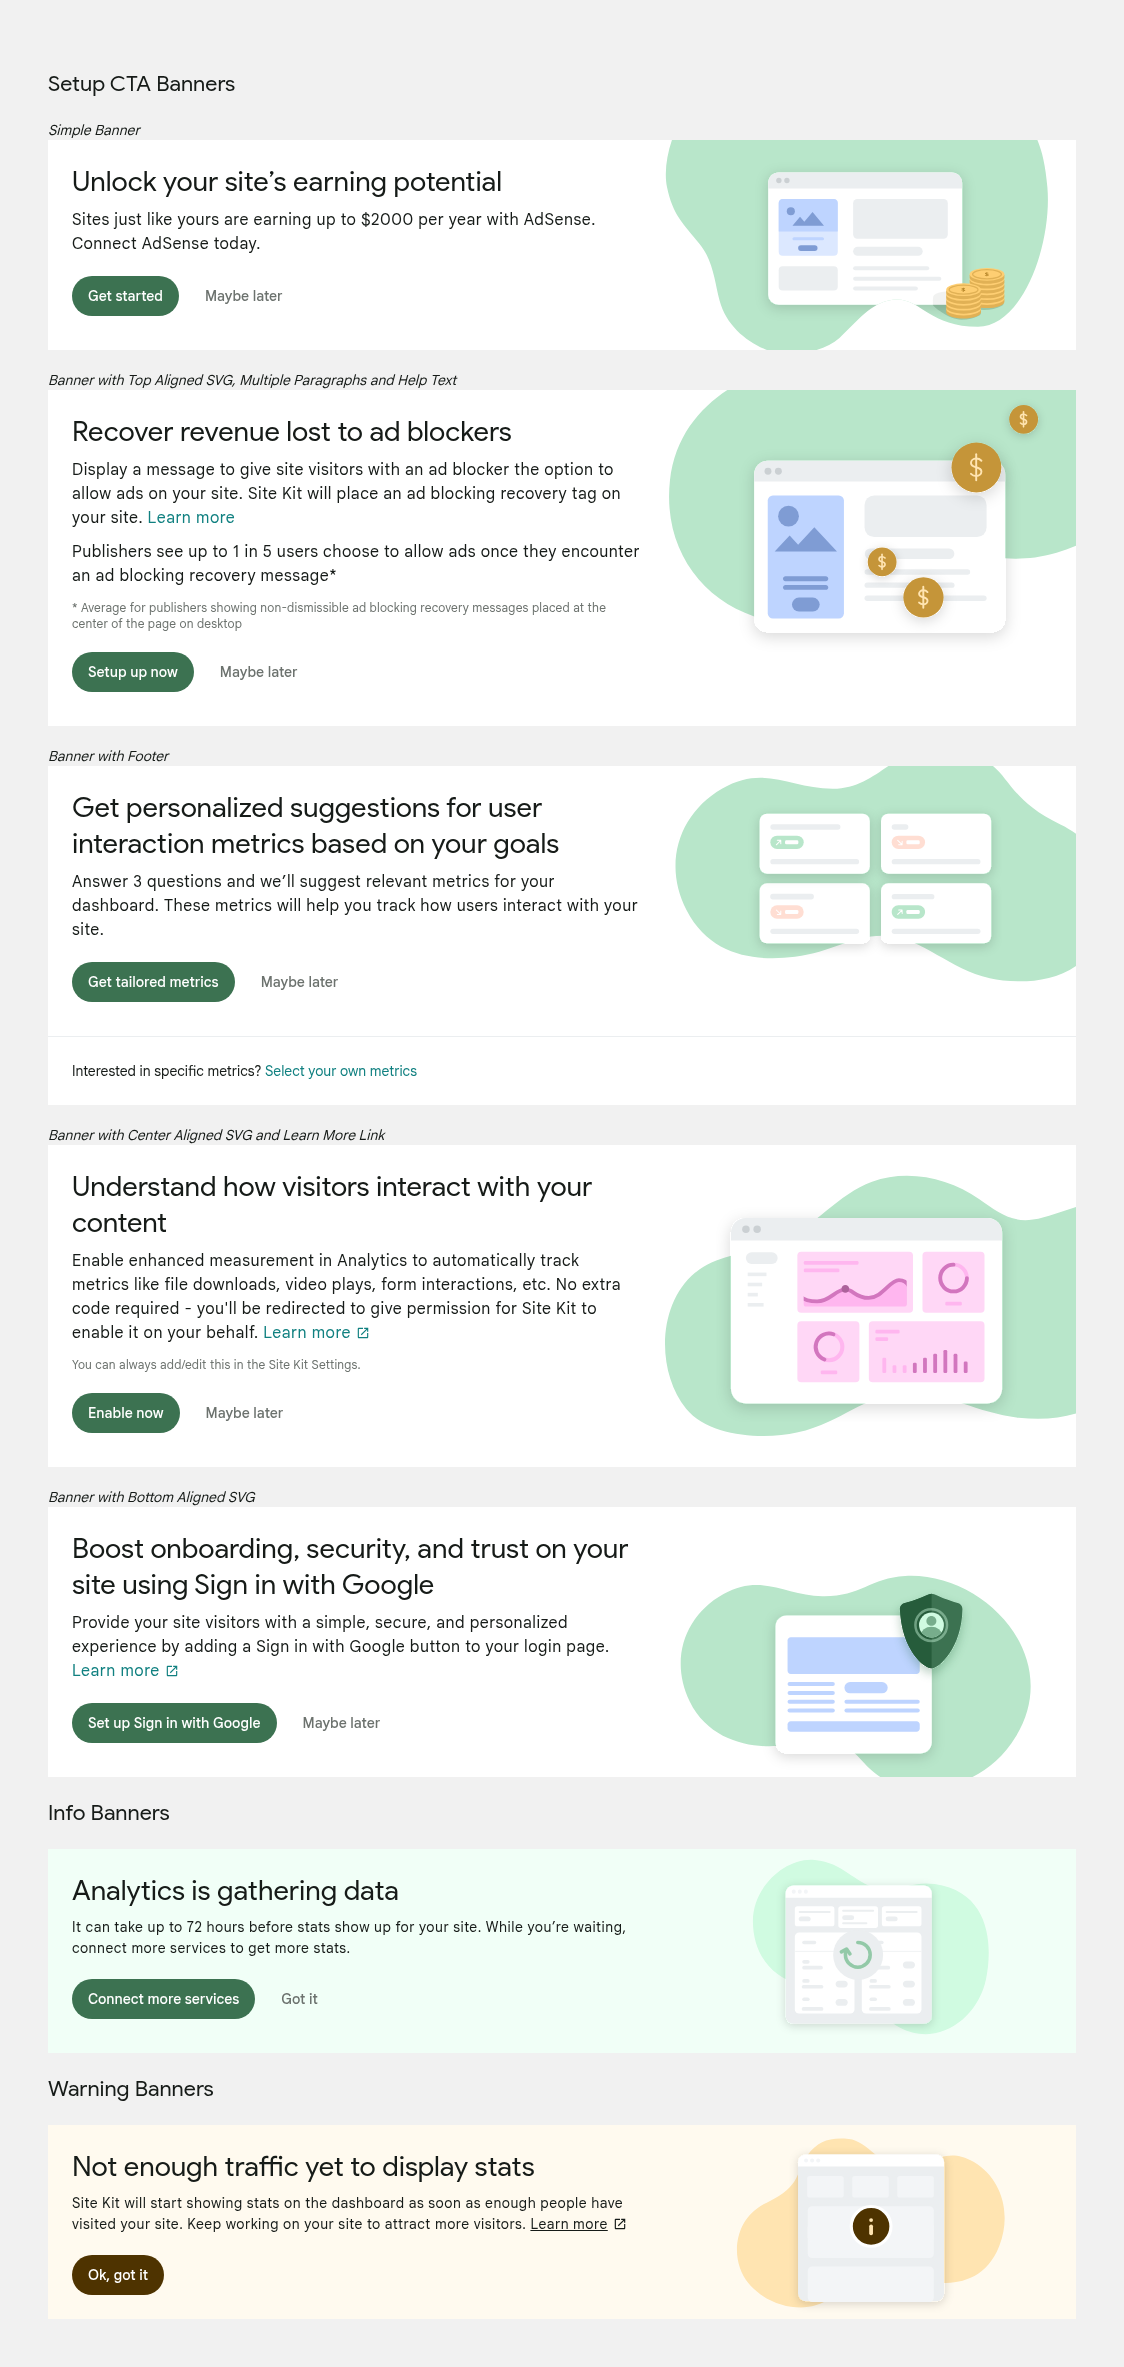 Setup CTA Banners
Simple Banner
Unlock your site’s earning potential
Sites just like yours are earning up to $2000 per year with AdSense.
Connect AdSense today.
Get started
Maybe later
Banner with Top Aligned SVG, Multiple Paragraphs and Help Text
Recover revenue lost to ad blockers
Display a message to give site visitors with an ad blocker the option to
allow ads on your site. Site Kit will place an ad blocking recovery tag on
your site. Learn more
Publishers see up to 1 in 5 users choose to allow ads once they encounter
an ad blocking recovery message*
* Average for publishers showing non-dismissible ad blocking recovery messages placed at the
center of the page on desktop
Setup up now
Maybe later
$
$
$
$
Banner with Footer
Get personalized suggestions for user
interaction metrics based on your goals
Answer 3 questions and we’ll suggest relevant metrics for your
dashboard. These metrics will help you track how users interact with your
site.
Get tailored metrics
Maybe later
Interested in specific metrics? Select your own metrics
Banner with Center Aligned SVG and Learn More Link
Understand how visitors interact with your
content
Enable enhanced measurement in Analytics to automatically track
metrics like file downloads, video plays, form interactions, etc. No extra
code required - you'll be redirected to give permission for Site Kit to
enable it on your behalf. Learn more
You can always add/edit this in the Site Kit Settings.
Enable now
Maybe later
Banner with Bottom Aligned SVG
Boost onboarding, security, and trust on your
site using Sign in with Google
Provide your site visitors with a simple, secure, and personalized
experience by adding a Sign in with Google button to your login page.
Learn more
Set up Sign in with Google
Maybe later
Info Banners
Analytics is gathering data
It can take up to 72 hours before stats show up for your site. While you’re waiting,
connect more services to get more stats.
Connect more services
Got it
Warning Banners
Not enough traffic yet to display stats
Site Kit will start showing stats on the dashboard as soon as enough people have
visited your site. Keep working on your site to attract more visitors. Learn more
Ok, got it